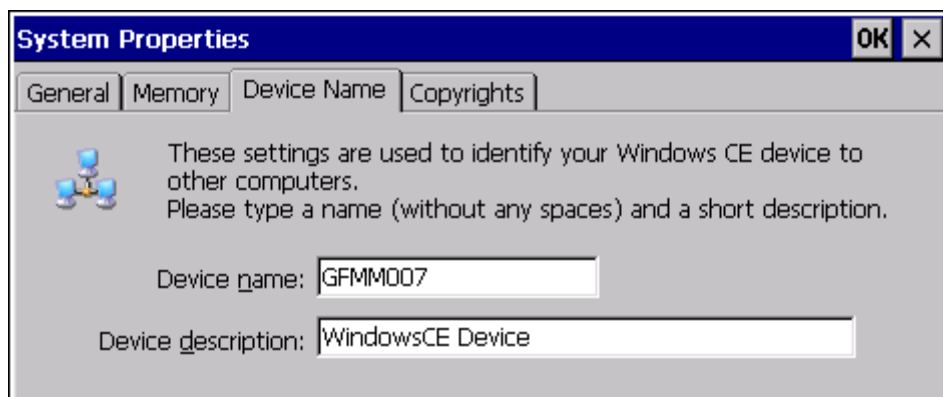 System Properties OK ×
General Memory Device Name Copyrights
These settings are used to identify your Windows CE device to
other computers.
Please type a name (without any spaces) and a short description.
Device name: GFMM007
Device description: WindowsCE Device